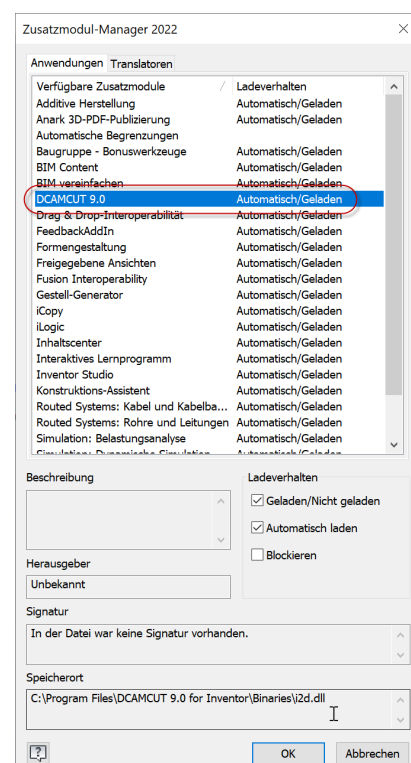 Zusatzmodul-Manager 2022
Anwendungen Translatoren
Verfügbare Zusatzmodule / Ladeverhalten
Additive Herstellung Automatisch/Geladen
Anark 3D-PDF-Publizierung Automatisch/Geladen
Automatische Begrenzungen
Baugruppe - Bonuswerkzeuge Automatisch/Geladen
BIM Content Automatisch/Geladen
BIM vereinfachen Automatisch/Geladen
DCAMCUT 9.0 Automatisch/Geladen
Drag & Drop-Interoperabilität Automatisch/Geladen
FeedbackAddIn Automatisch/Geladen
Formengestaltung Automatisch/Geladen
Freigegebene Ansichten Automatisch/Geladen
Fusion Interoperability Automatisch/Geladen
Gestell-Generator Automatisch/Geladen
iCopy Automatisch/Geladen
iLogic Automatisch/Geladen
Inhaltscenter Automatisch/Geladen
Interaktives Lernprogramm Automatisch/Geladen
Inventor Studio Automatisch/Geladen
Konstruktions-Assistent Automatisch/Geladen
Routed Systems: Kabel und Kabelba... Automatisch/Geladen
Routed Systems: Rohre und Leitungen Automatisch/Geladen
Simulation: Belastungsanalyse Automatisch/Geladen
Simulation: Dynamische Simulation Automatisch/Geladen
Beschreibung Ladeverhalten
Geladen/Nicht geladen
Automatisch laden
Blockieren
Herausgeber
Unbekannt
Signatur
In der Datei war keine Signatur vorhanden.
Speicherort
C:\Program Files\DCAMCUT 9.0 for Inventor\Binaries\i2d.dll
? OK Abbrechen